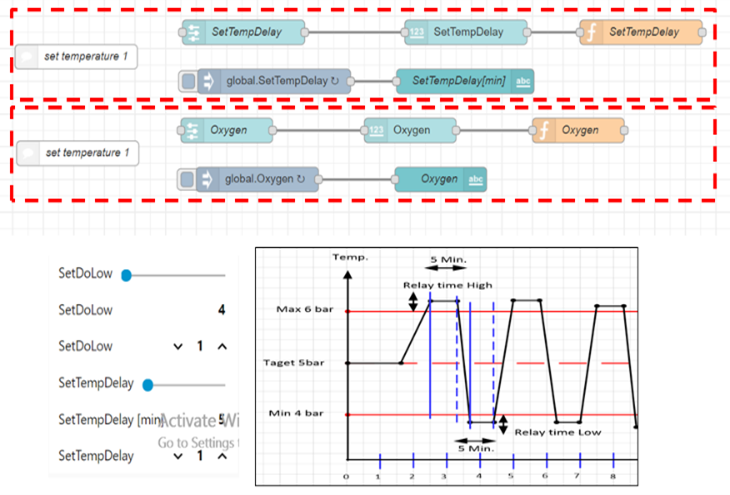 SetTempDelay 123 SetTempDelay f SetTempDelay
set temperature 1
global.SetTempDelay ↻ SetTempDelay[min] abc
Oxygen 123 Oxygen f Oxygen
set temperature 1
global.Oxygen ↻ Oxygen abc
SetDoLow
SetDoLow 4
SetDoLow 1
SetTempDelay
SetTempDelay [min] 5
SetTempDelay 1
Activate Wi
Go to Settings t
Temp.
5 Min.
Relay time High
Max 6 bar
Taget 5bar
Min 4 bar
Relay time Low
5 Min.
0 1 2 3 4 5 6 7 8